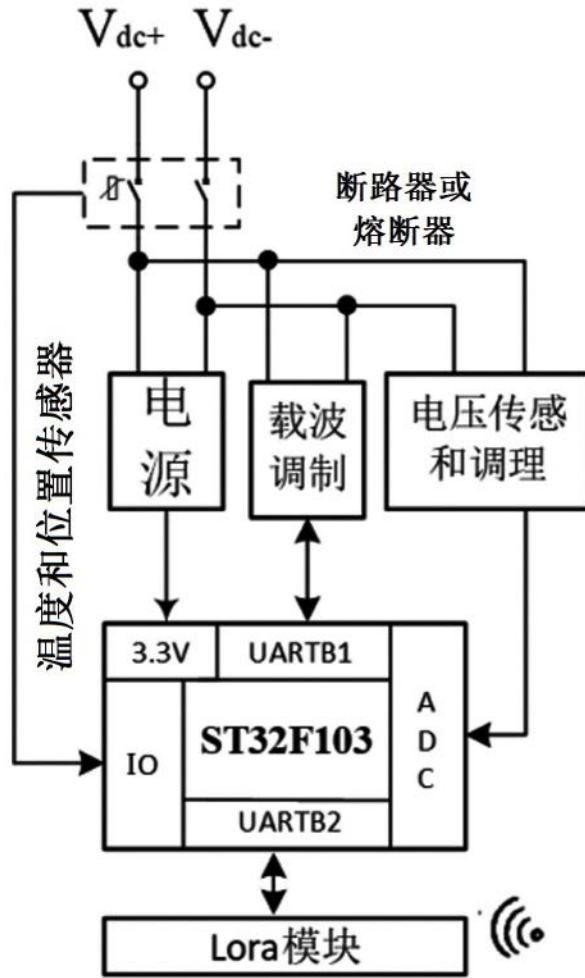 Vdc+ Vdc-
断路器或
熔断器
温度和位置传感器
电
源
载波
调制
电压传感
和调理
3.3V
UARTB1
A
D
C
IO
ST32F103
UARTB2
Lora模块